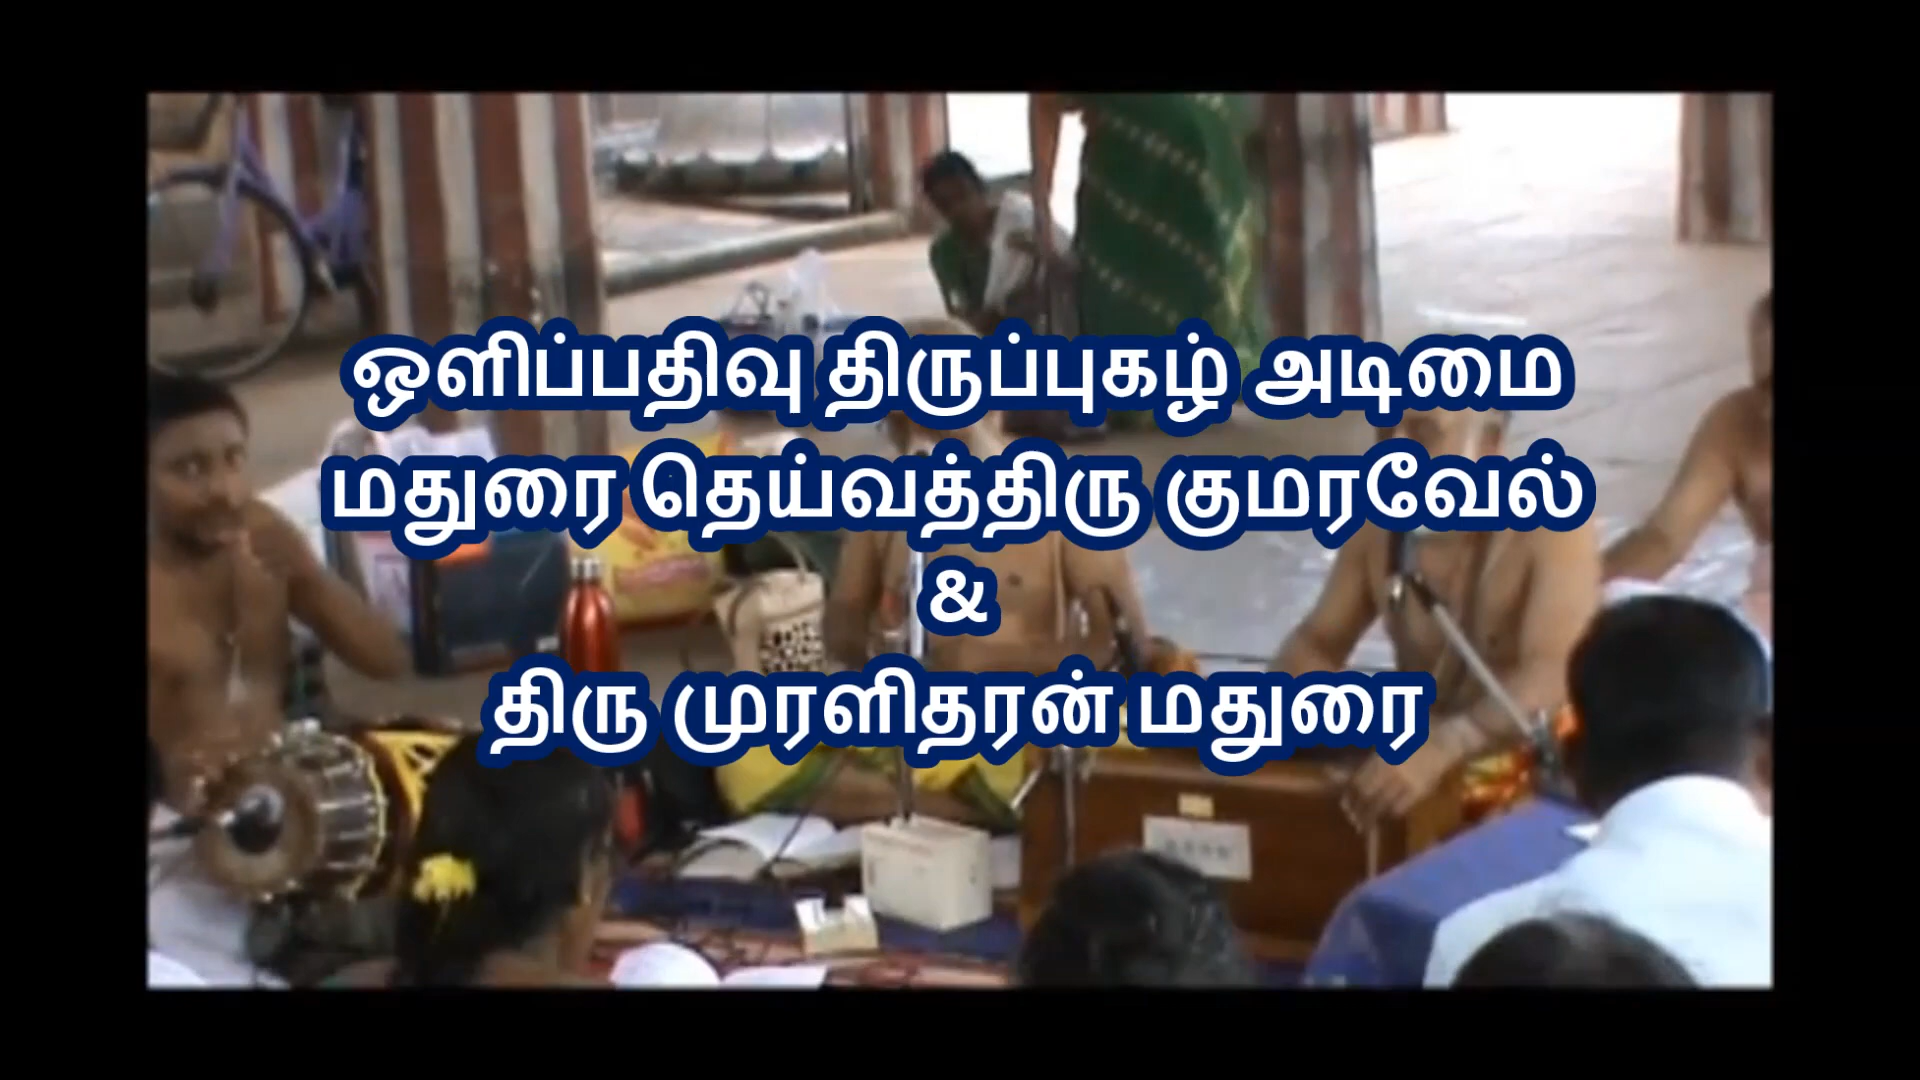 ஒளிப்பதிவு திருப்புகழ் அடிமை
மதுரை தெய்வத்திரு குமரவேல்
&
திரு முரளிதரன் மதுரை